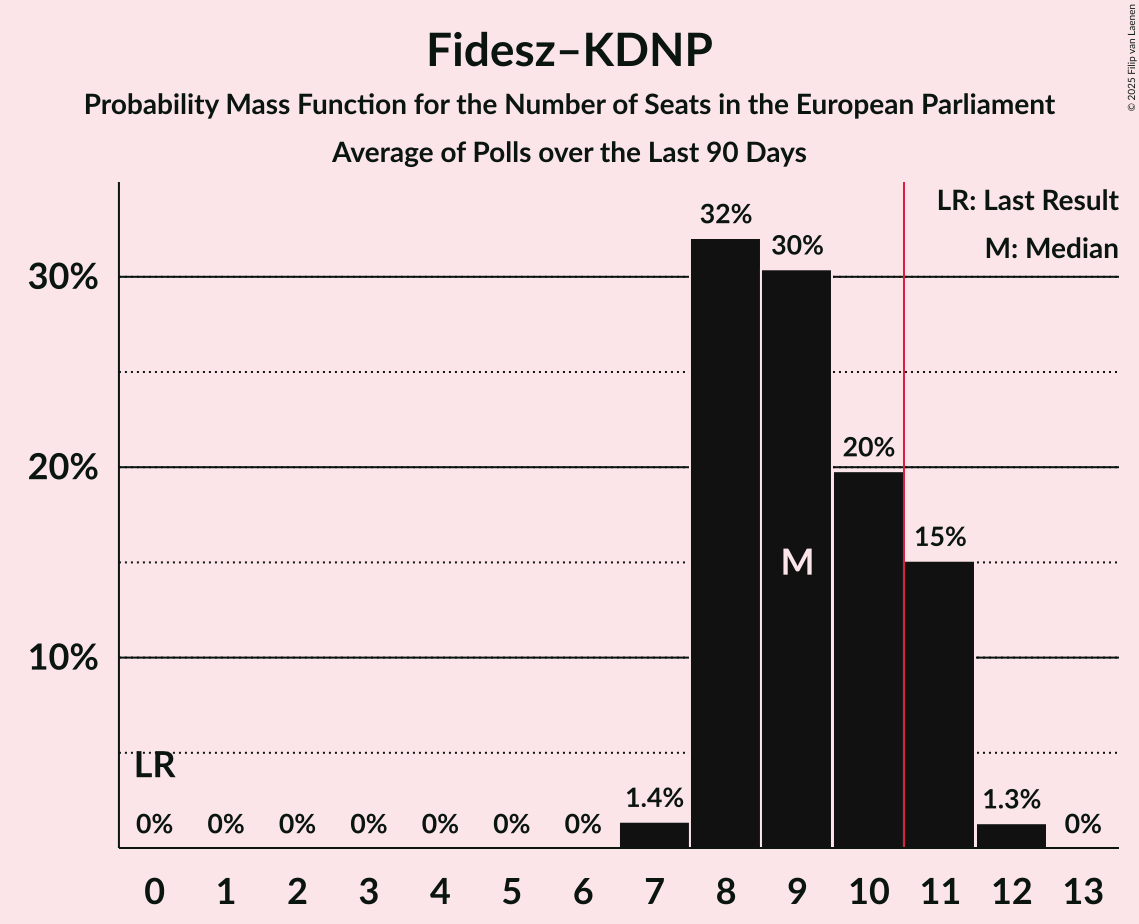 Fidesz–KDNP
Probability Mass Function for the Number of Seats in the European Parliament
Average of Polls over the Last 90 Days
© 2025 Filip van Laenen
LR: Last Result
M: Median
30%
20%
10%
LR
M
0%
0%
0%
0%
0%
0%
0%
1.4%
32%
30%
20%
15%
1.3%
0%
0 1 2 3 4 5 6 7 8 9 10 11 12 13